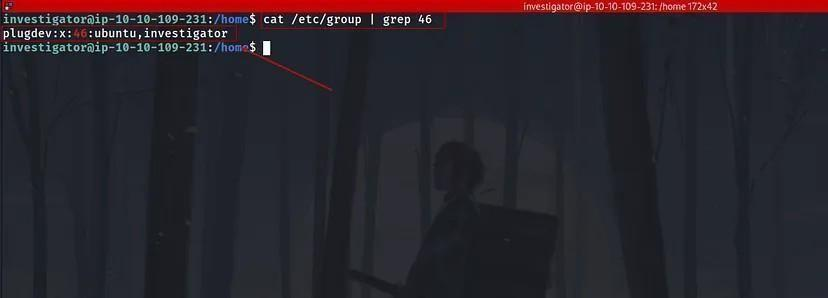 investigator@ip-10-10-109-231: /home 172x42
investigator@ip-10-10-109-231:/home$ cat /etc/group | grep 46
plugdev:x:46:ubuntu,investigator
investigator@ip-10-10-109-231:/home$